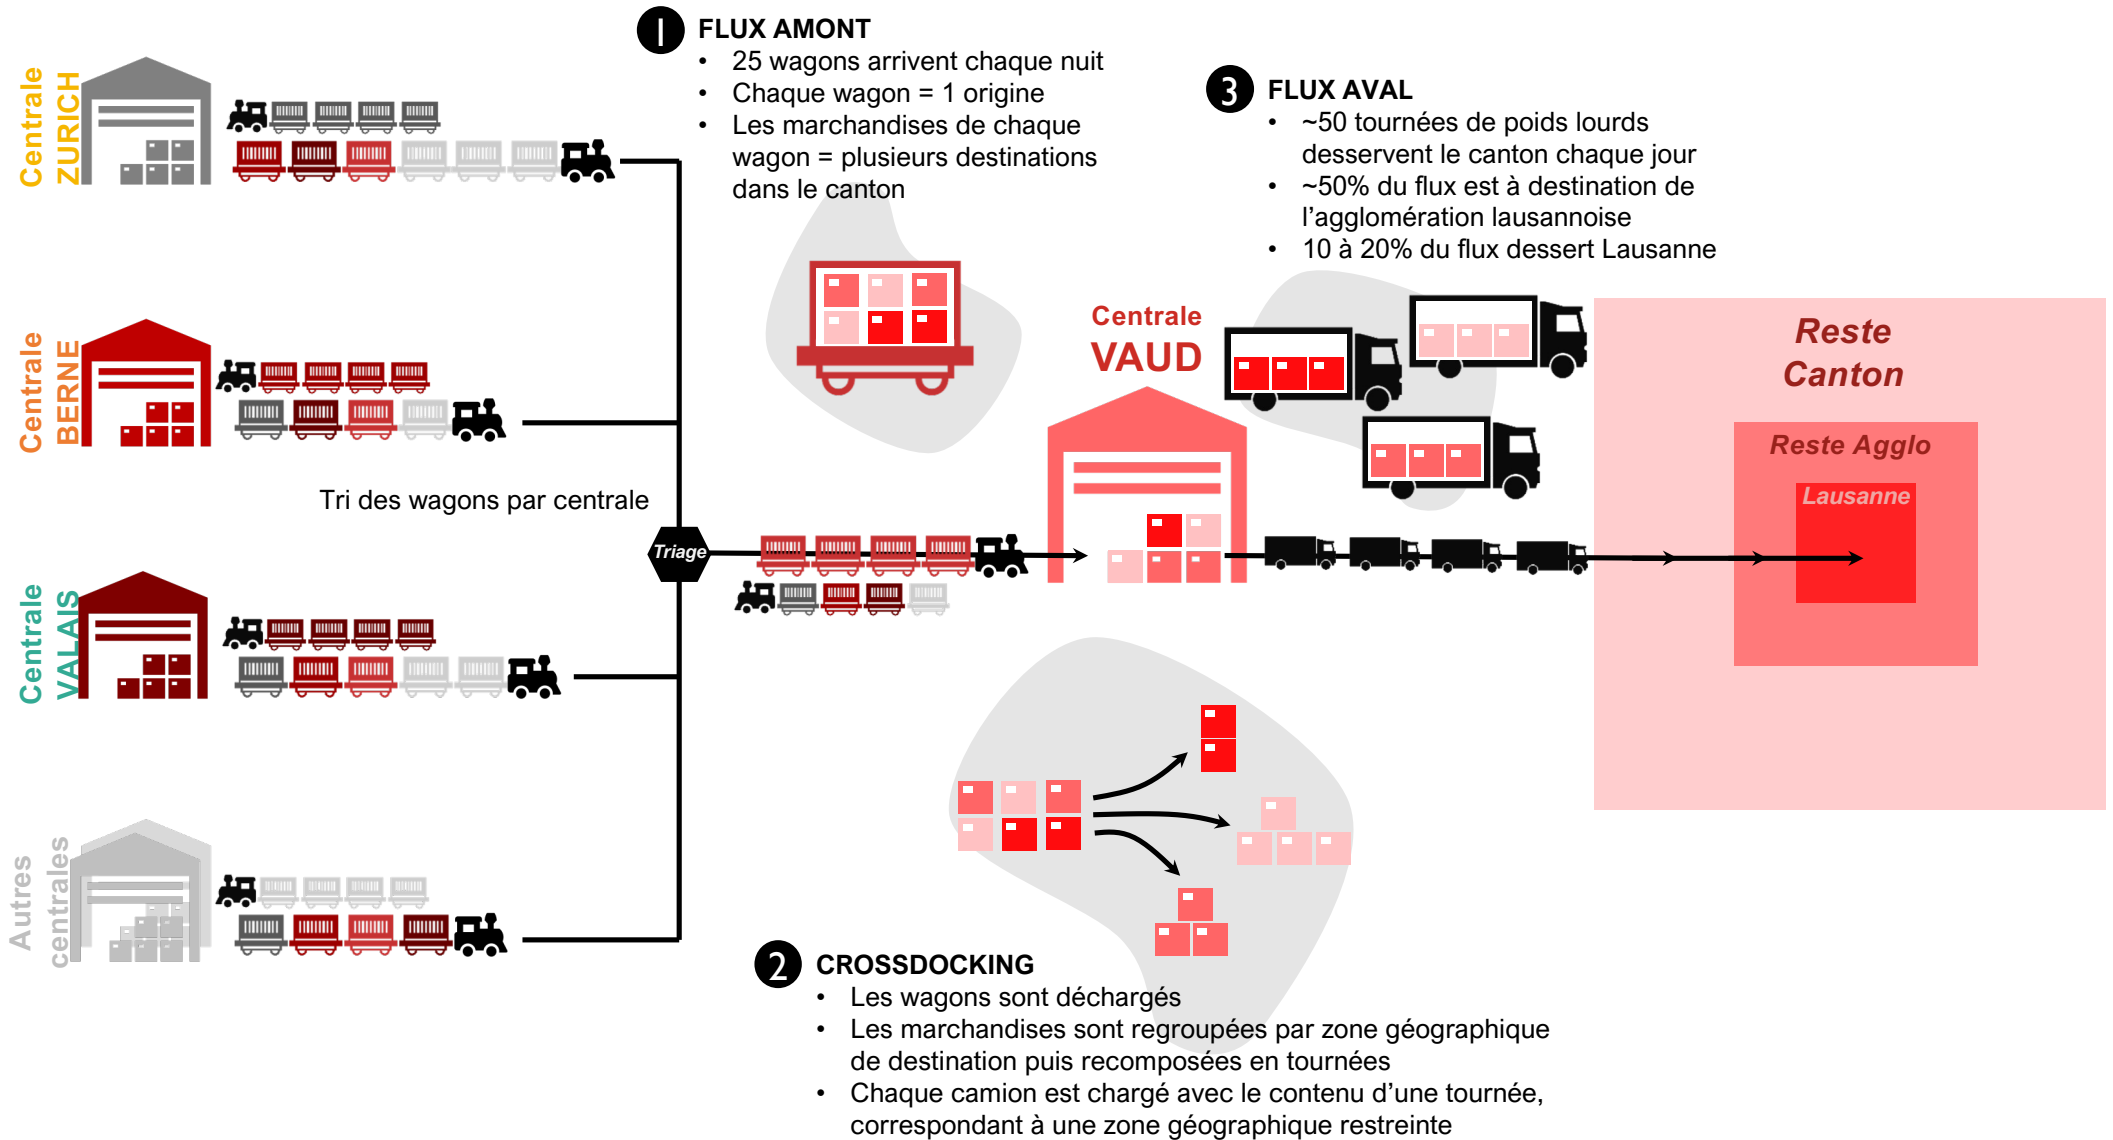 1 FLUX AMONT
• 25 wagons arrivent chaque nuit
• Chaque wagon = 1 origine
• Les marchandises de chaque
wagon = plusieurs destinations
dans le canton
3 FLUX AVAL
• ~50 tournées de poids lourds
desservent le canton chaque jour
• ~50% du flux est à destination de
l’agglomération lausannoise
• 10 à 20% du flux dessert Lausanne
Centrale
ZURICH
Centrale
BERNE
Centrale
VALAIS
Autres
centrales
Tri des wagons par centrale
Triage
Centrale
VAUD
Reste
Canton
Reste Agglo
Lausanne
2 CROSSDOCKING
• Les wagons sont déchargés
• Les marchandises sont regroupées par zone géographique
de destination puis recomposées en tournées
• Chaque camion est chargé avec le contenu d’une tournée,
correspondant à une zone géographique restreinte